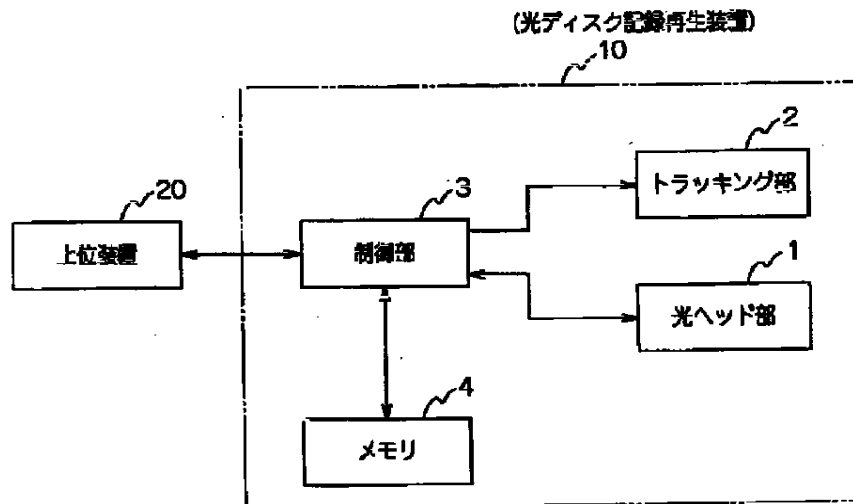 (光ディスク記録再生装置)
10
2
トラッキング部
20
3
上位装置
制御部
1
光ヘッド部
4
メモリ